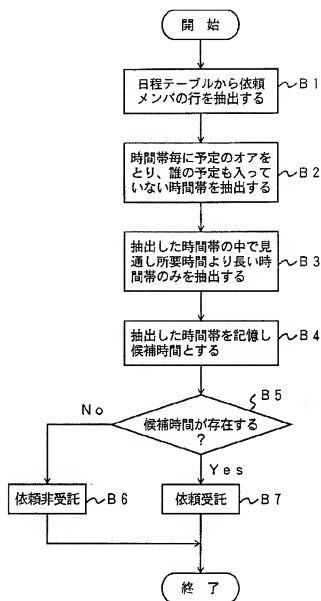 開 始
日程テーブルから依頼
メンバの行を抽出する
B1
時間帯毎に予定のオアを
とり、誰の予定も入って
いない時間帯を抽出する
B2
抽出した時間帯の中で見
通し所要時間より長い時
間帯のみを抽出する
B3
抽出した時間帯を記憶し
候補時間とする
B4
B5
候補時間が存在する
?
No
Yes
依頼非受託
B6
依頼受託
B7
終 了